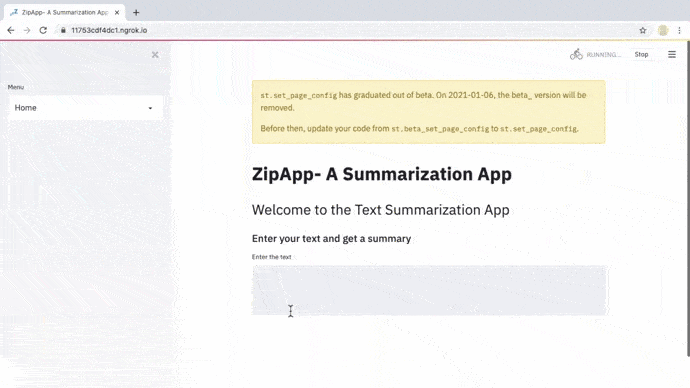 ZipApp- A Summarization App
11753cdf4dc1.ngrok.io
RUNNING...
Stop
Menu
Home
st.set_page_config has graduated out of beta. On 2021-01-06, the beta_ version will be
removed.
Before then, update your code from st.beta_set_page_config to st.set_page_config.
ZipApp- A Summarization App
Welcome to the Text Summarization App
Enter your text and get a summary
Enter the text